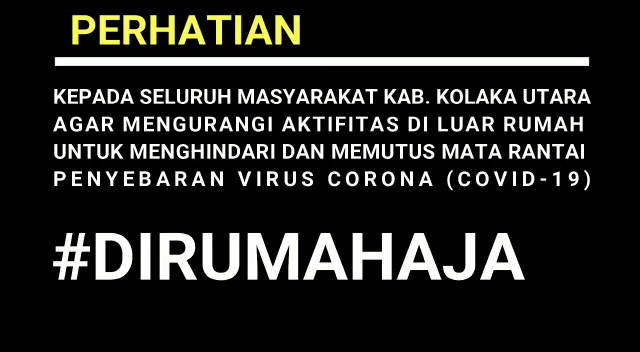 PERHATIAN
KEPADA SELURUH MASYARAKAT KAB. KOLAKA UTARA
AGAR MENGURANGI AKTIFITAS DI LUAR RUMAH
UNTUK MENGHINDARI DAN MEMUTUS MATA RANTAI
PENYEBARAN VIRUS CORONA (COVID-19)
#DIRUMAHAJA